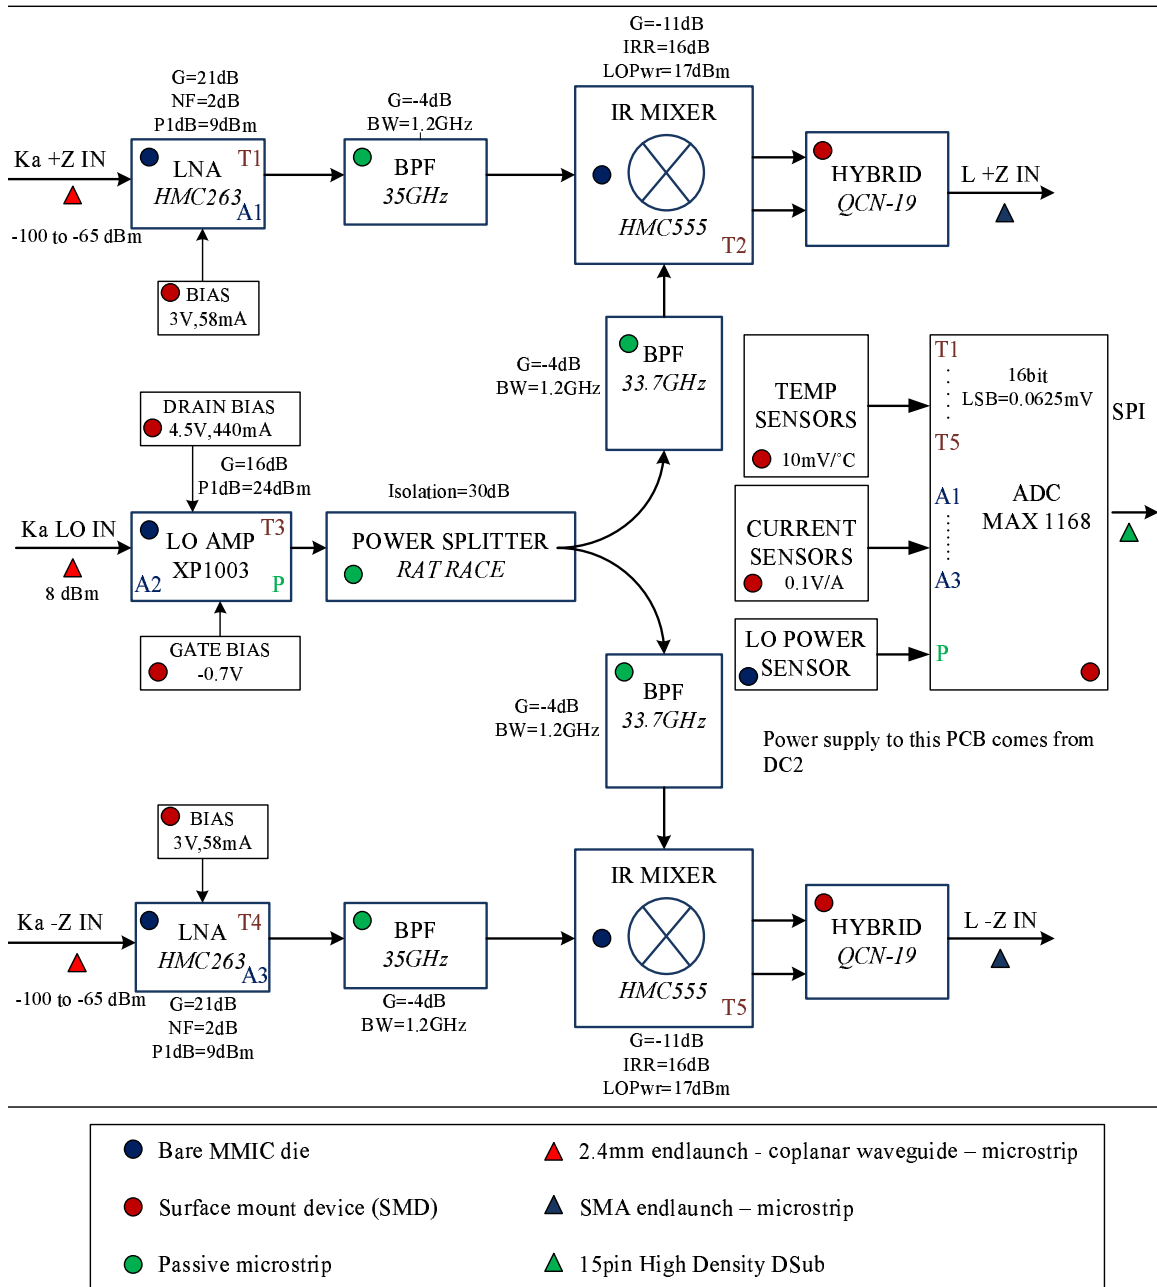 G=-11dB
IRR=16dB
LOPwr=17dBm
G=21dB
NF=2dB
P1dB=9dBm
G=-4dB
BW=1.2GHz
Ka +Z IN
-100 to -65 dBm
LNA
T1
HMC263
A1
BPF
35GHz
IR MIXER
HMC555
T2
HYBRID
QCN-19
L +Z IN
BIAS
3V,58mA
G=-4dB
BW=1.2GHz
BPF
33.7GHz
DRAIN BIAS
4.5V,440mA
G=16dB
P1dB=24dBm
Ka LO IN
8 dBm
LO AMP
T3
XP1003
A2
P
GATE BIAS
-0.7V
Isolation=30dB
POWER SPLITTER
RAT RACE
TEMP
SENSORS
10mV/°C
CURRENT
SENSORS
0.1V/A
LO POWER
SENSOR
T1
16bit
LSB=0.0625mV
T5
A1
ADC
MAX 1168
A3
P
SPI
G=-4dB
BW=1.2GHz
BPF
33.7GHz
Power supply to this PCB comes from
DC2
BIAS
3V,58mA
Ka -Z IN
-100 to -65 dBm
LNA
T4
HMC263
A3
G=21dB
NF=2dB
P1dB=9dBm
BPF
35GHz
G=-4dB
BW=1.2GHz
IR MIXER
HMC555
T5
G=-11dB
IRR=16dB
LOPwr=17dBm
HYBRID
QCN-19
L -Z IN
Bare MMIC die
Surface mount device (SMD)
Passive microstrip
2.4mm endlaunch - coplanar waveguide – microstrip
SMA endlaunch – microstrip
15pin High Density DSub